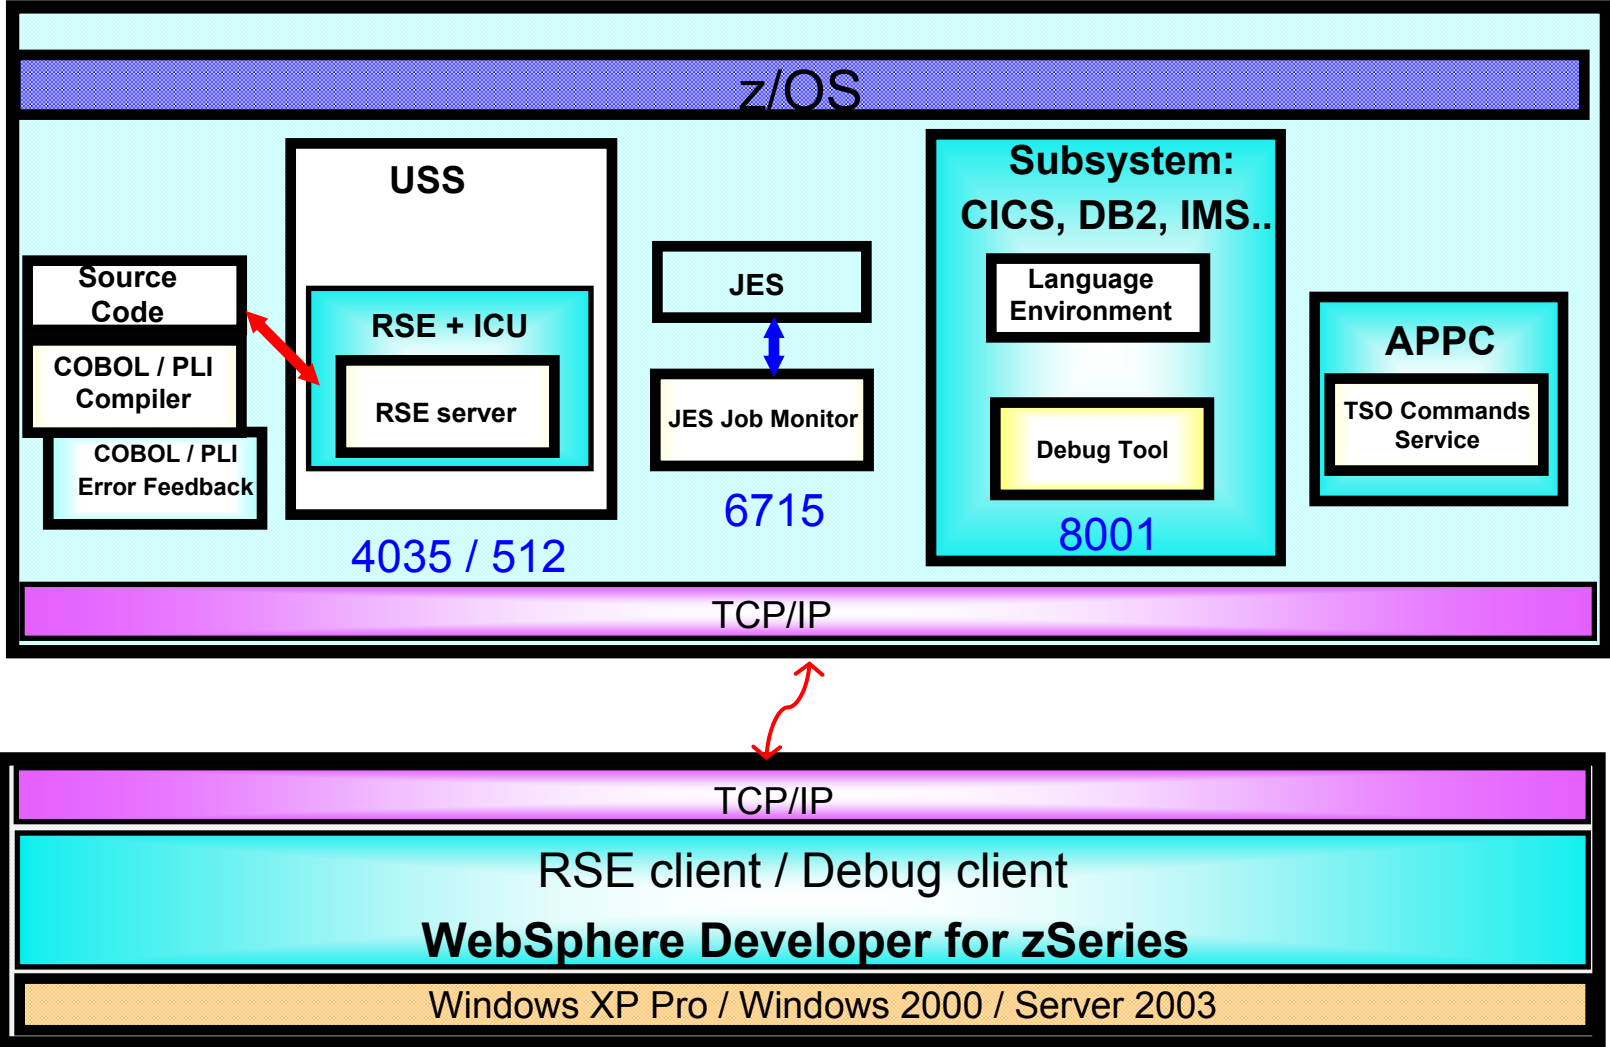 z/OS
USS
Subsystem:
CICS, DB2, IMS..
Source
Code
RSE + ICU
JES
Language
Environment
APPC
COBOL / PLI
Compiler
RSE server
JES Job Monitor
Debug Tool
TSO Commands
Service
COBOL / PLI
Error Feedback
4035 / 512
6715
8001
TCP/IP
TCP/IP
RSE client / Debug client
WebSphere Developer for zSeries
Windows XP Pro / Windows 2000 / Server 2003